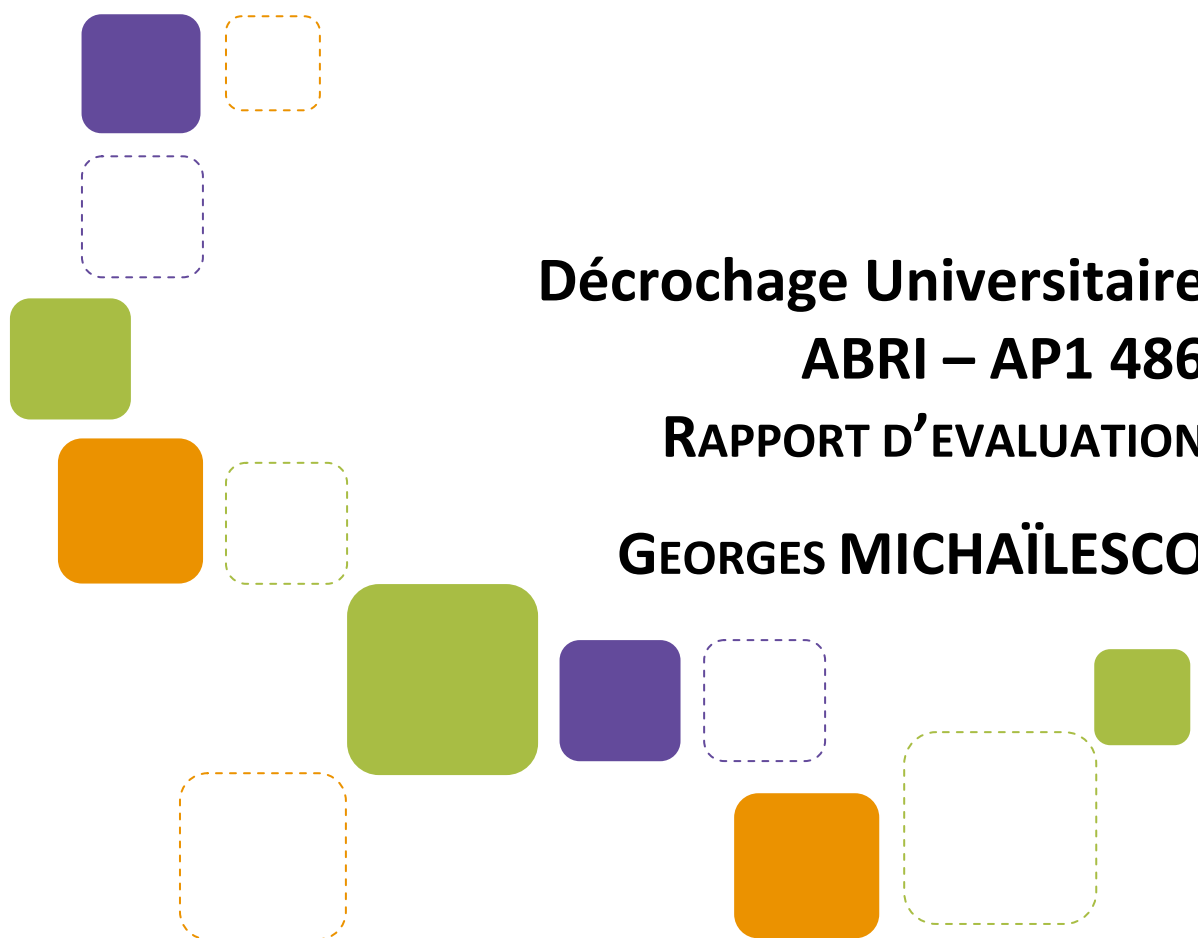 Décrochage Universitaire
ABRI – AP1 486
RAPPORT D’EVALUATION
GEORGES MICHAÏLESCO